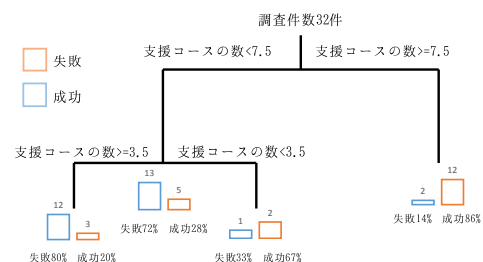 調査件数32件
支援コースの数<7.5
支援コースの数>=7.5
失敗
成功
支援コースの数>=3.5
支援コースの数<3.5
13
5
失敗72%
成功28%
2
12
失敗14%
成功86%
12
3
失敗80%
成功20%
1
2
失敗33%
成功67%